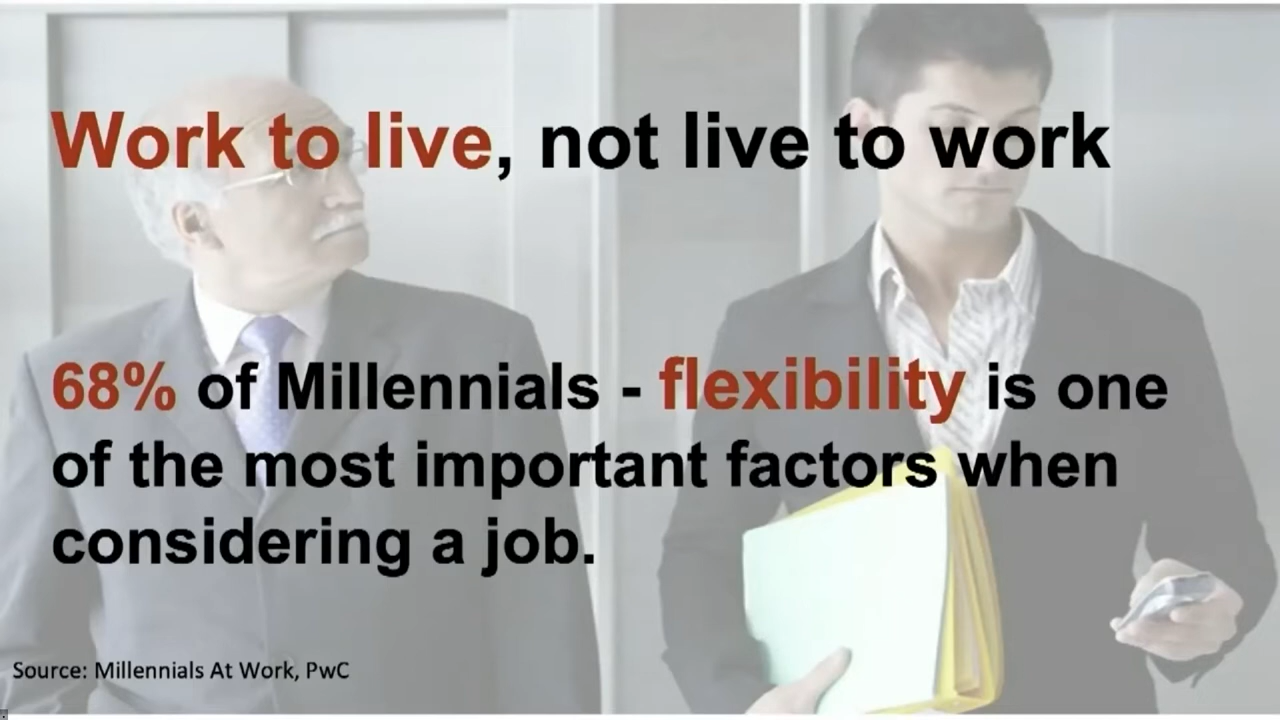 Work to live, not live to work
68% of Millennials - flexibility is one
of the most important factors when
considering a job.
Source: Millennials At Work, PwC